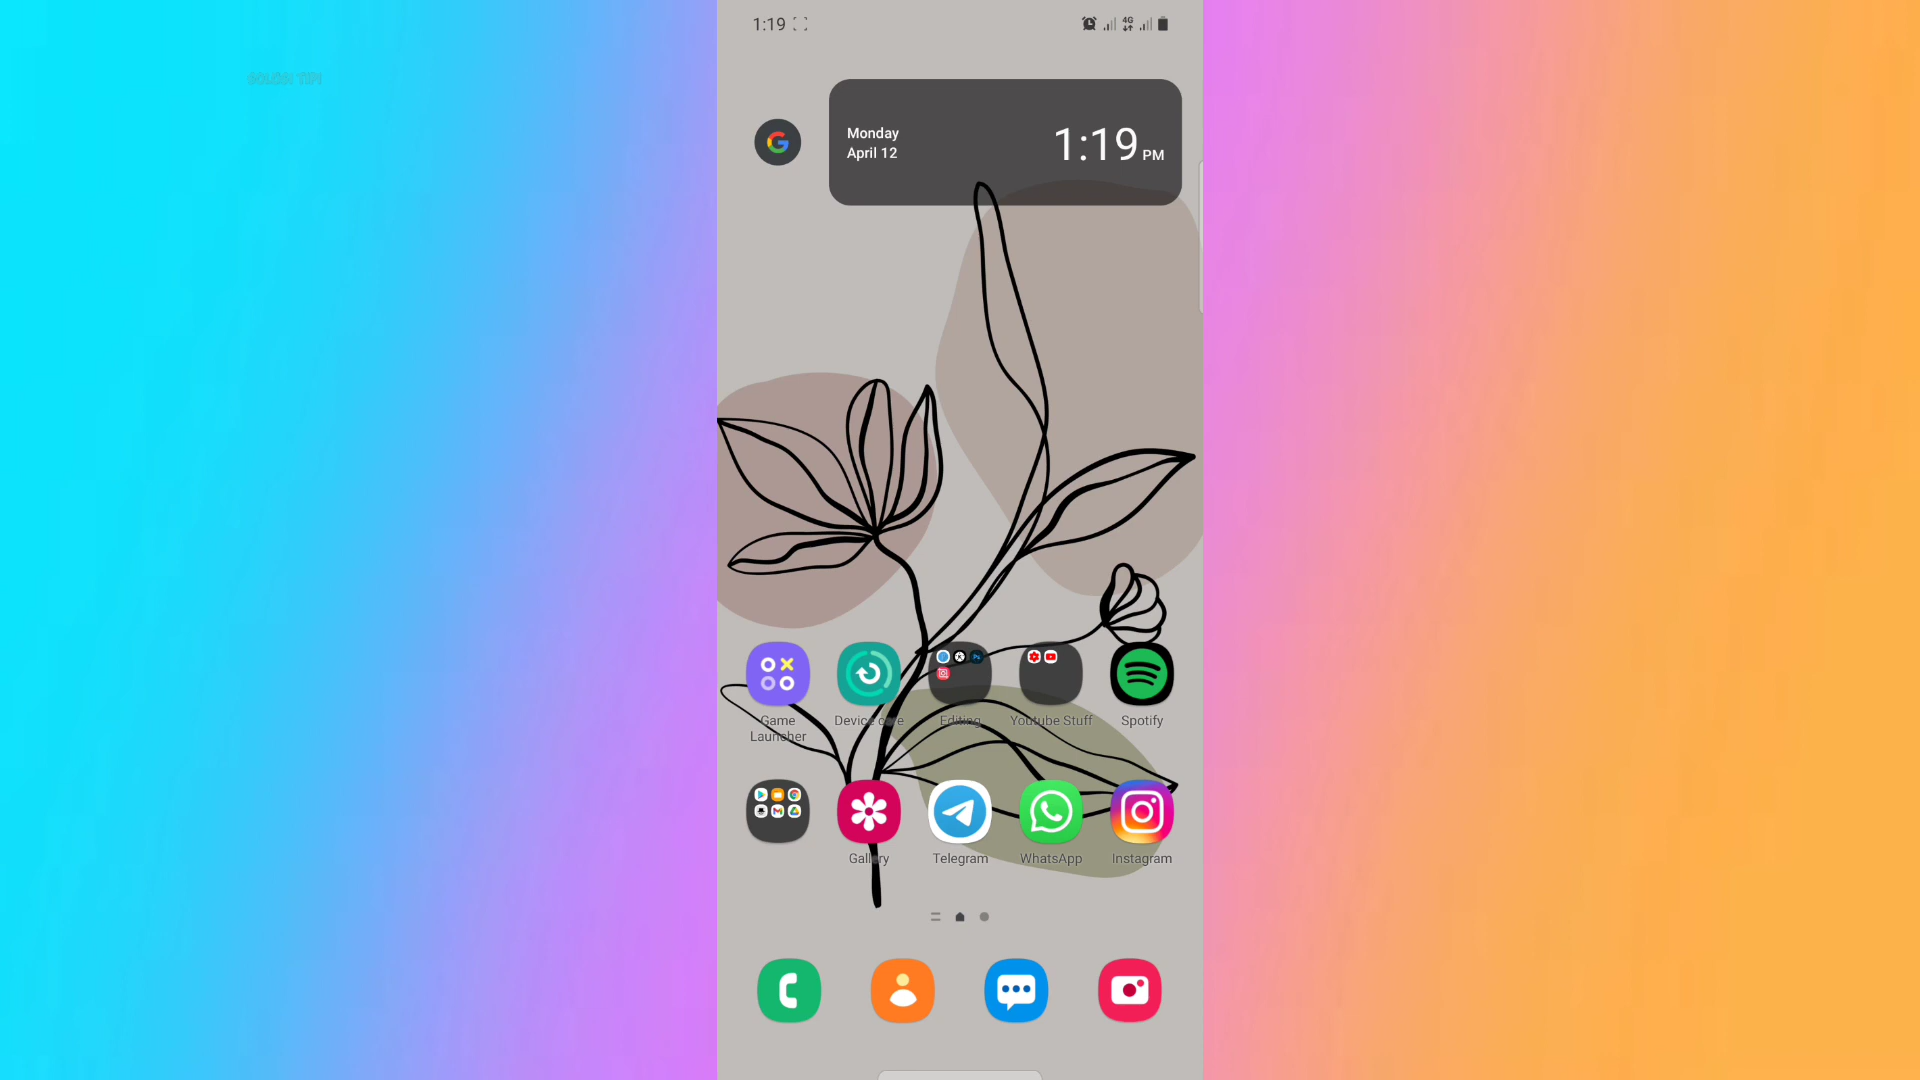 1:19
4G
Monday
April 12
1:19 PM
Game Launcher
Device care
Editing
Youtube Stuff
Spotify
Gallery
Telegram
WhatsApp
Instagram